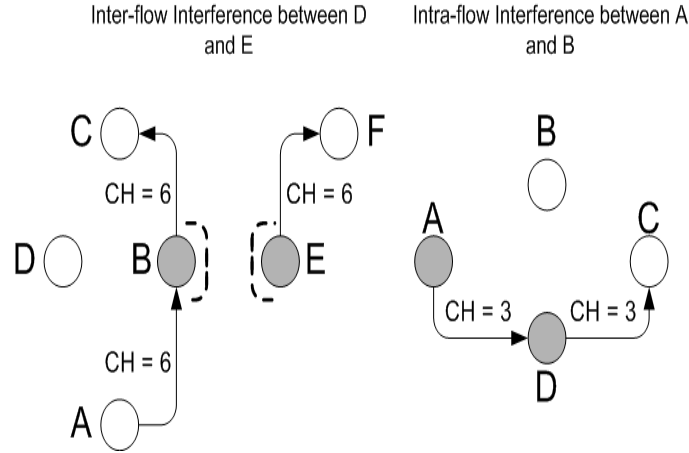 Inter-flow Interference between D
and E
Intra-flow Interference between A
and B
C
F
CH = 6
CH = 6
D
B
E
CH = 6
A
B
A
C
CH = 3
CH = 3
D